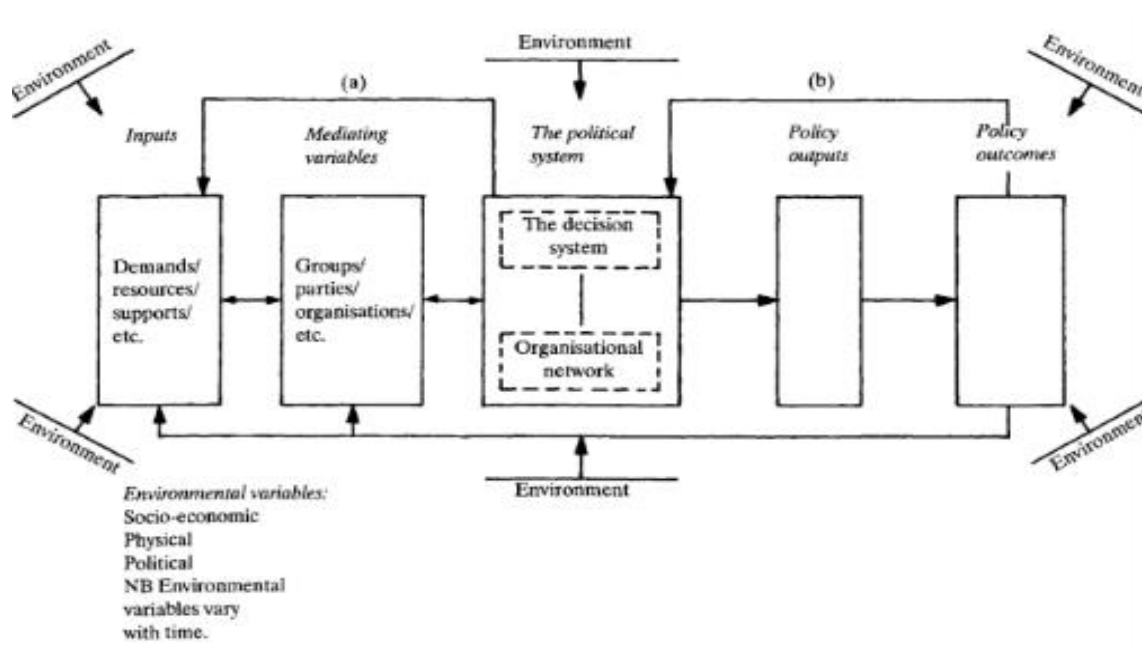 Environment
Environment
Environment
(a)
(b)
Inputs
Mediating
variables
The political
system
Policy
outputs
Policy
outcomes
Demands/
resources/
supports/
etc.
Groups/
parties/
organisations/
etc.
The decision
system
Organisational
network
Environment
Environment
Environment
Environmental variables:
Socio-economic
Physical
Political
NB Environmental
variables vary
with time.